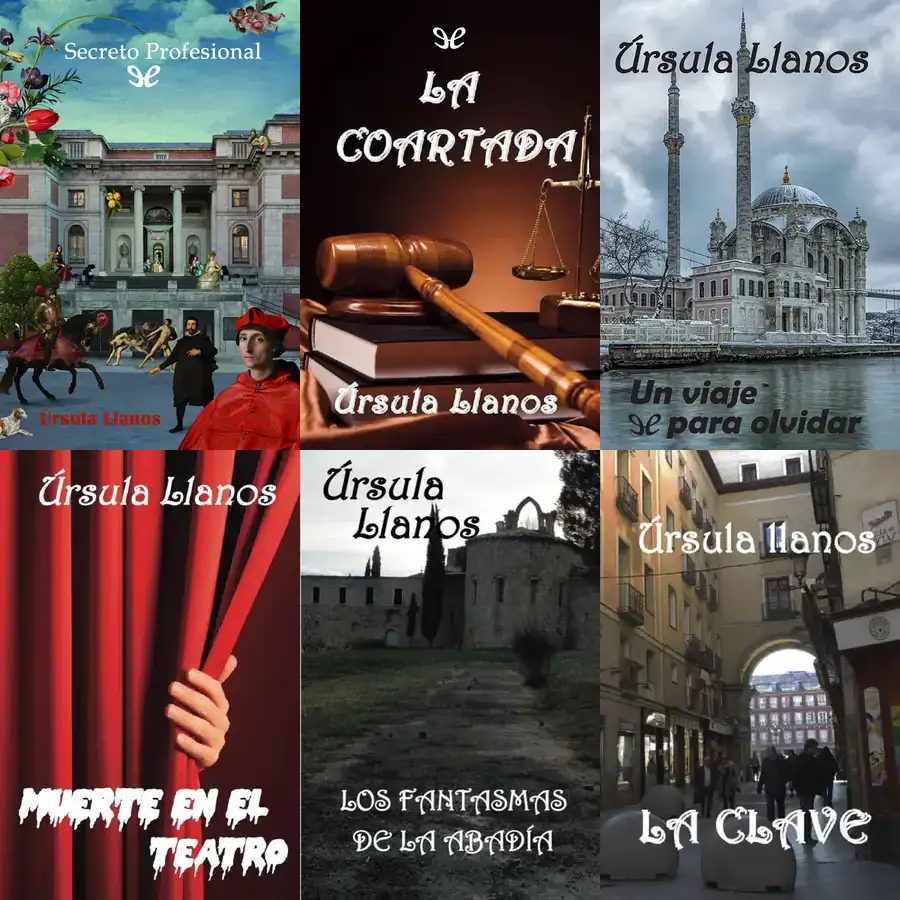 Secreto Profesional
Úrsula Llanos
LA
COARTADA
Úrsula Llanos
Úrsula Llanos
Un viaje
para olvidar
Úrsula Llanos
MUERTE EN EL
TEATRO
Úrsula
Llanos
LOS FANTASMAS
DE LA ABADÍA
Úrsula llanos
LA CLAVE